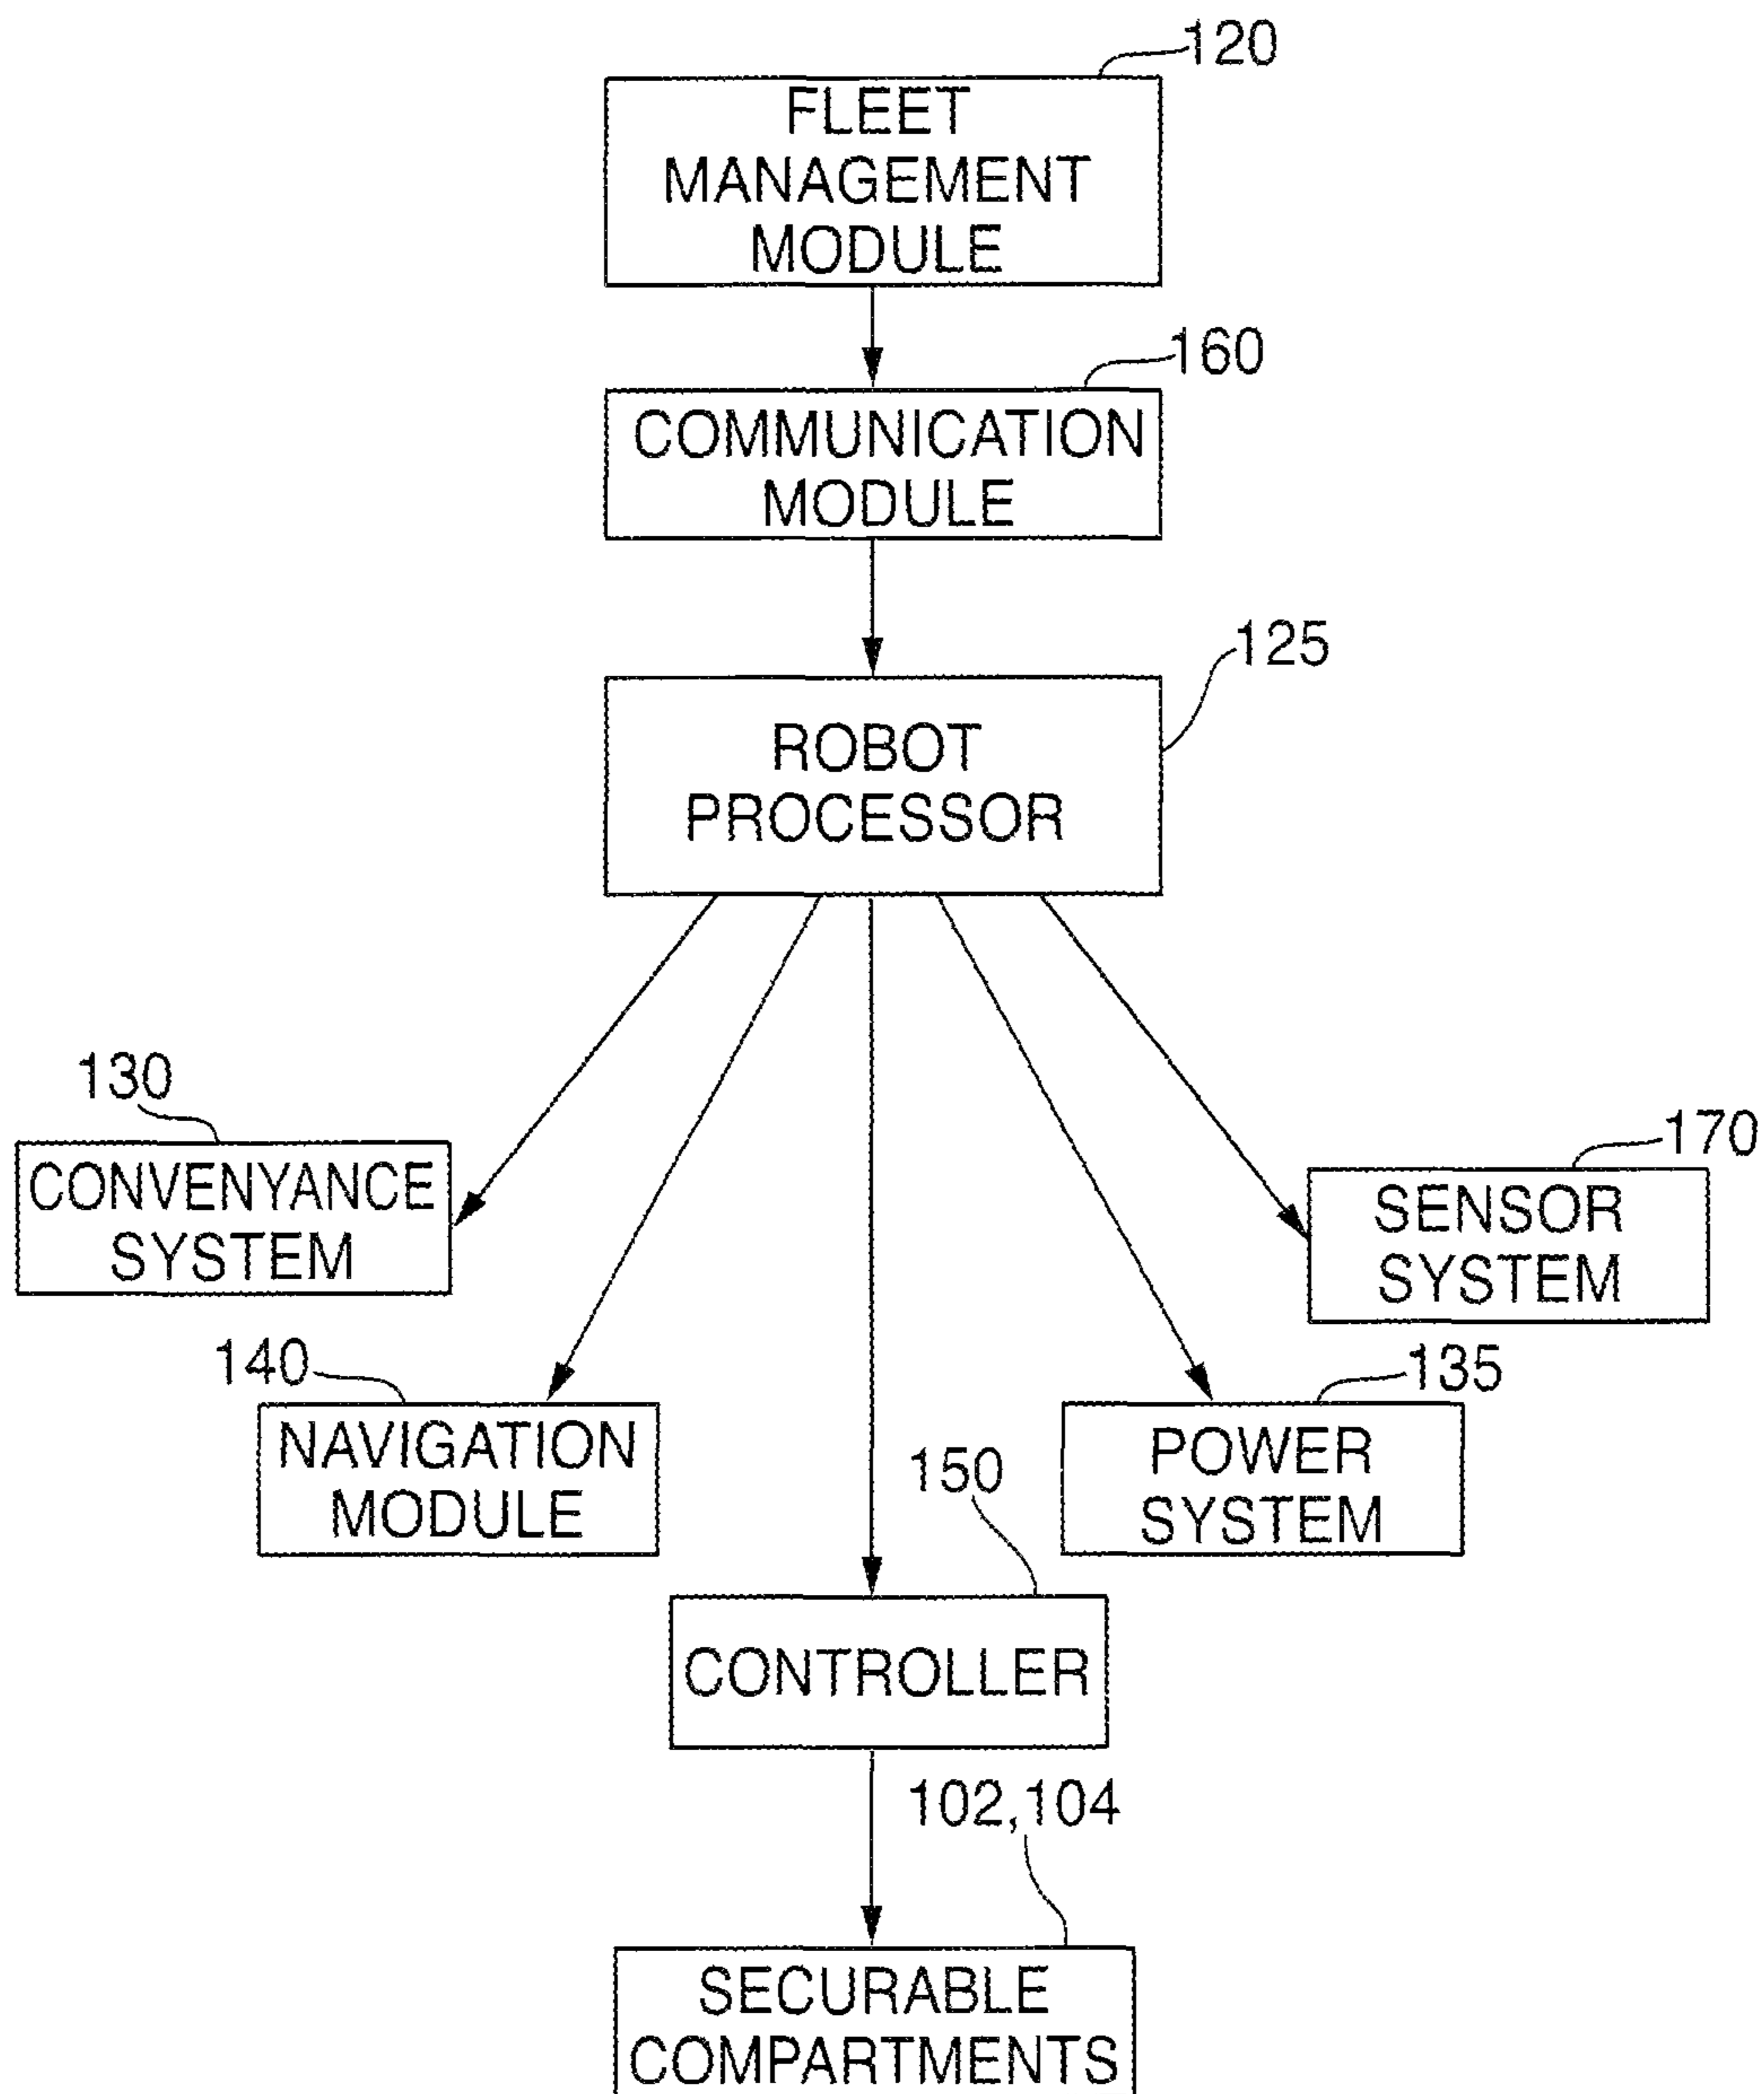 120
FLEET
MANAGEMENT
MODULE
160
COMMUNICATION
MODULE
125
ROBOT
PROCESSOR
130
CONVENYANCE
SYSTEM
170
SENSOR
SYSTEM
140
NAVIGATION
MODULE
135
POWER
SYSTEM
150
CONTROLLER
102,104
SECURABLE
COMPARTMENTS